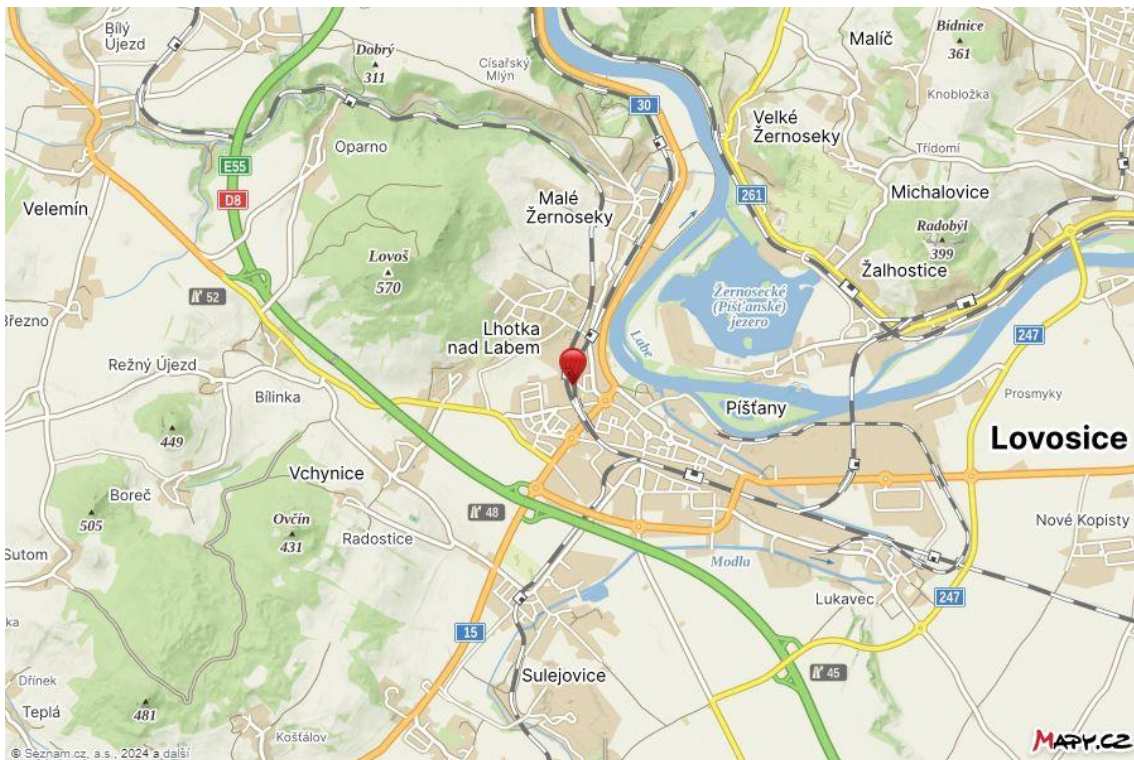 Bílý
Újezd
Dobrý
311
Císařský
Mlýn
30
Malíč
Bídnice
361
Knobložka
Velké
Žernoseky
Třídomí
Oparno
E55
D8
Velemín
Malé
Žernoseky
261
Michalovice
Radobýl
399
Lovoš
570
Žalhostice
Žernosecké
(Píšťanské)
jezero
52
Březno
Lhotka
nad Labem
Labe
247
Režný Újezd
Bílinka
Píšťany
Prosmyky
449
Lovosice
Vchynice
Boreč
505
48
Ovčín
431
Radostice
Nové Kopisty
Sutom
Modla
Lukavec
247
ka
15
Sulejovice
45
Dřínek
Teplá
481
Košťálov
© Seznam.cz, a.s., 2024 a další
Mapy.cz